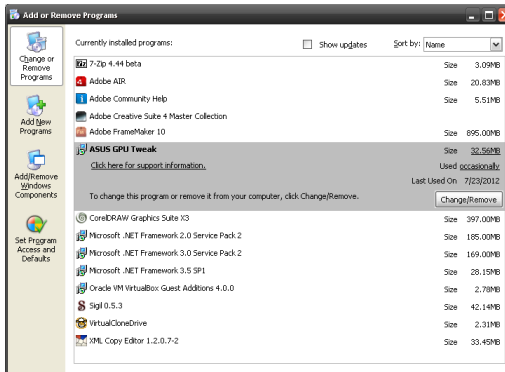 Add or Remove Programs
Change or
Remove
Programs
Add New
Programs
Add/Remove
Windows
Components
Set Program
Access and
Defaults
Currently installed programs:
Show updates
Sort by: Name
7-Zip 4.44 beta Size 3.09MB
Adobe AIR Size 20.83MB
Adobe Community Help Size 5.51MB
Adobe Creative Suite 4 Master Collection
Adobe FrameMaker 10 Size 895.00MB
ASUS GPU Tweak Size 32.56MB
Click here for support information. Used occasionally
Last Used On 7/23/2012
To change this program or remove it from your computer, click Change/Remove. Change/Remove
CorelDRAW Graphics Suite X3 Size 397.00MB
Microsoft .NET Framework 2.0 Service Pack 2 Size 185.00MB
Microsoft .NET Framework 3.0 Service Pack 2 Size 169.00MB
Microsoft .NET Framework 3.5 SP1 Size 28.15MB
Oracle VM VirtualBox Guest Additions 4.0.0 Size 2.78MB
Sigil 0.5.3 Size 42.14MB
VirtualCloneDrive Size 2.31MB
XML Copy Editor 1.2.0.7-2 Size 33.45MB